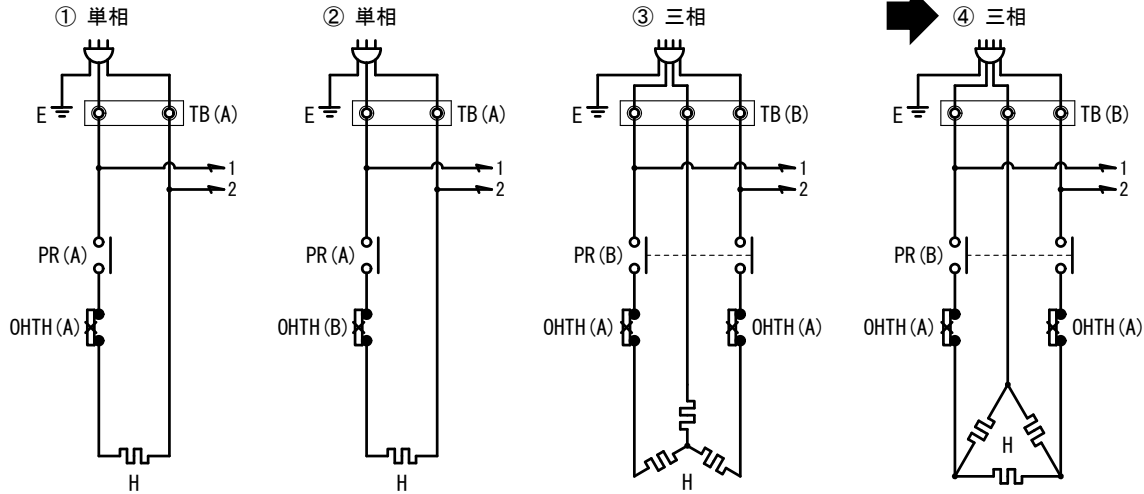 ① 単相
② 単相
③ 三相
④ 三相
E
TB(A)
E
TB(A)
E
TB(B)
E
TB(B)
1
2
1
2
1
2
1
2
PR(A)
PR(A)
PR(B)
PR(B)
OHTH(A)
OHTH(B)
OHTH(A)
OHTH(A)
OHTH(A)
OHTH(A)
H
H
H
H